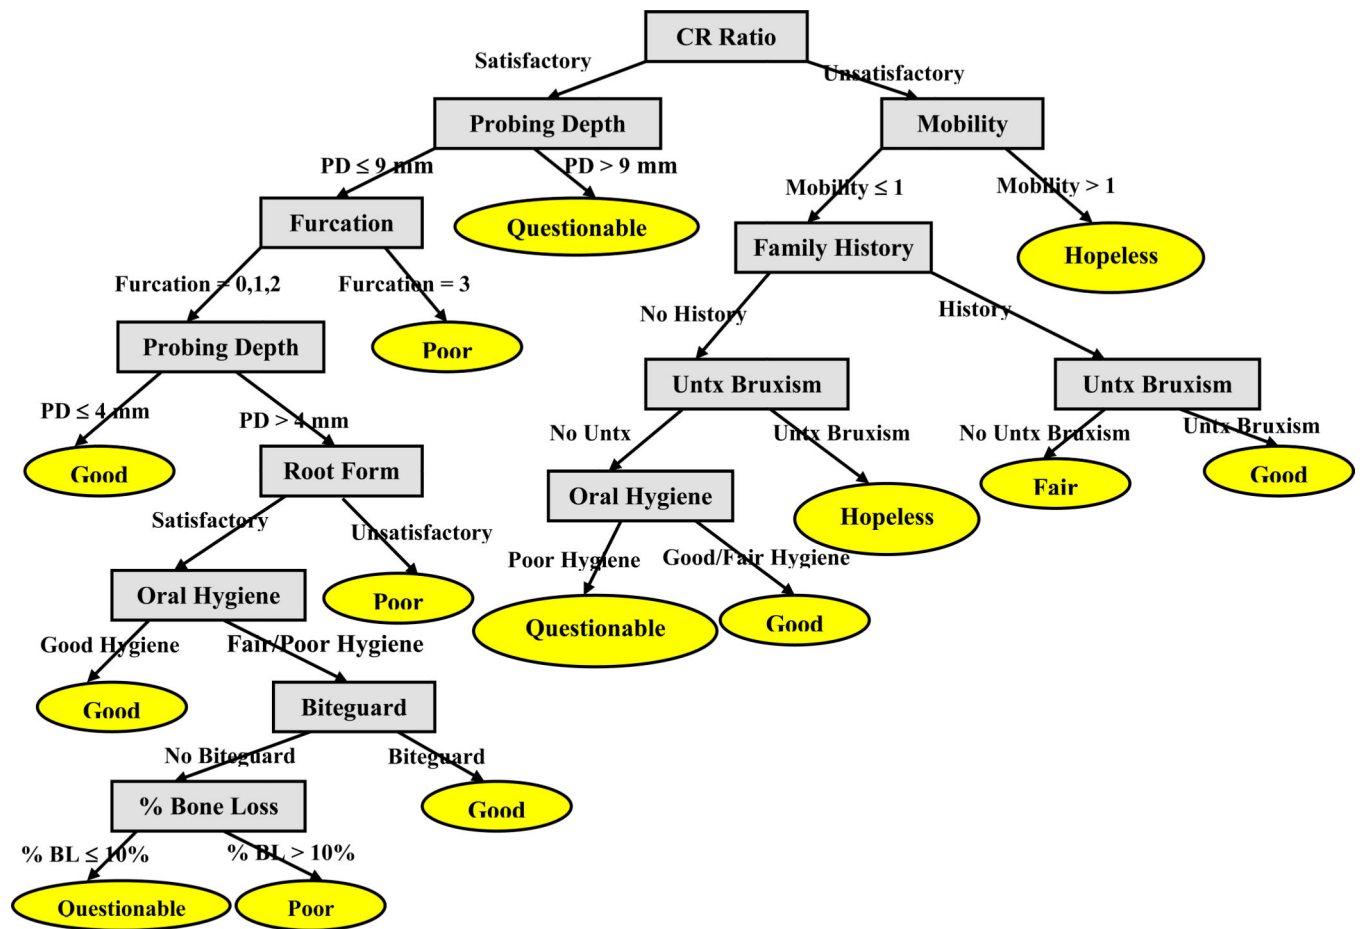 CR Ratio
Satisfactory
Unsatisfactory
Probing Depth
Mobility
PD ≤ 9 mm
PD > 9 mm
Mobility ≤ 1
Mobility > 1
Furcation
Questionable
Family History
Hopeless
Furcation = 0,1,2
Furcation = 3
No History
History
Probing Depth
Poor
Untx Bruxism
Untx Bruxism
PD ≤ 4 mm
PD > 4 mm
No Untx
Untx Bruxism
No Untx Bruxism
Untx Bruxism
Good
Root Form
Oral Hygiene
Hopeless
Fair
Good
Satisfactory
Unsatisfactory
Poor Hygiene
Good/Fair Hygiene
Oral Hygiene
Poor
Questionable
Good
Good Hygiene
Fair/Poor Hygiene
Good
Biteguard
No Biteguard
Biteguard
% Bone Loss
Good
% BL ≤ 10%
% BL > 10%
Questionable
Poor